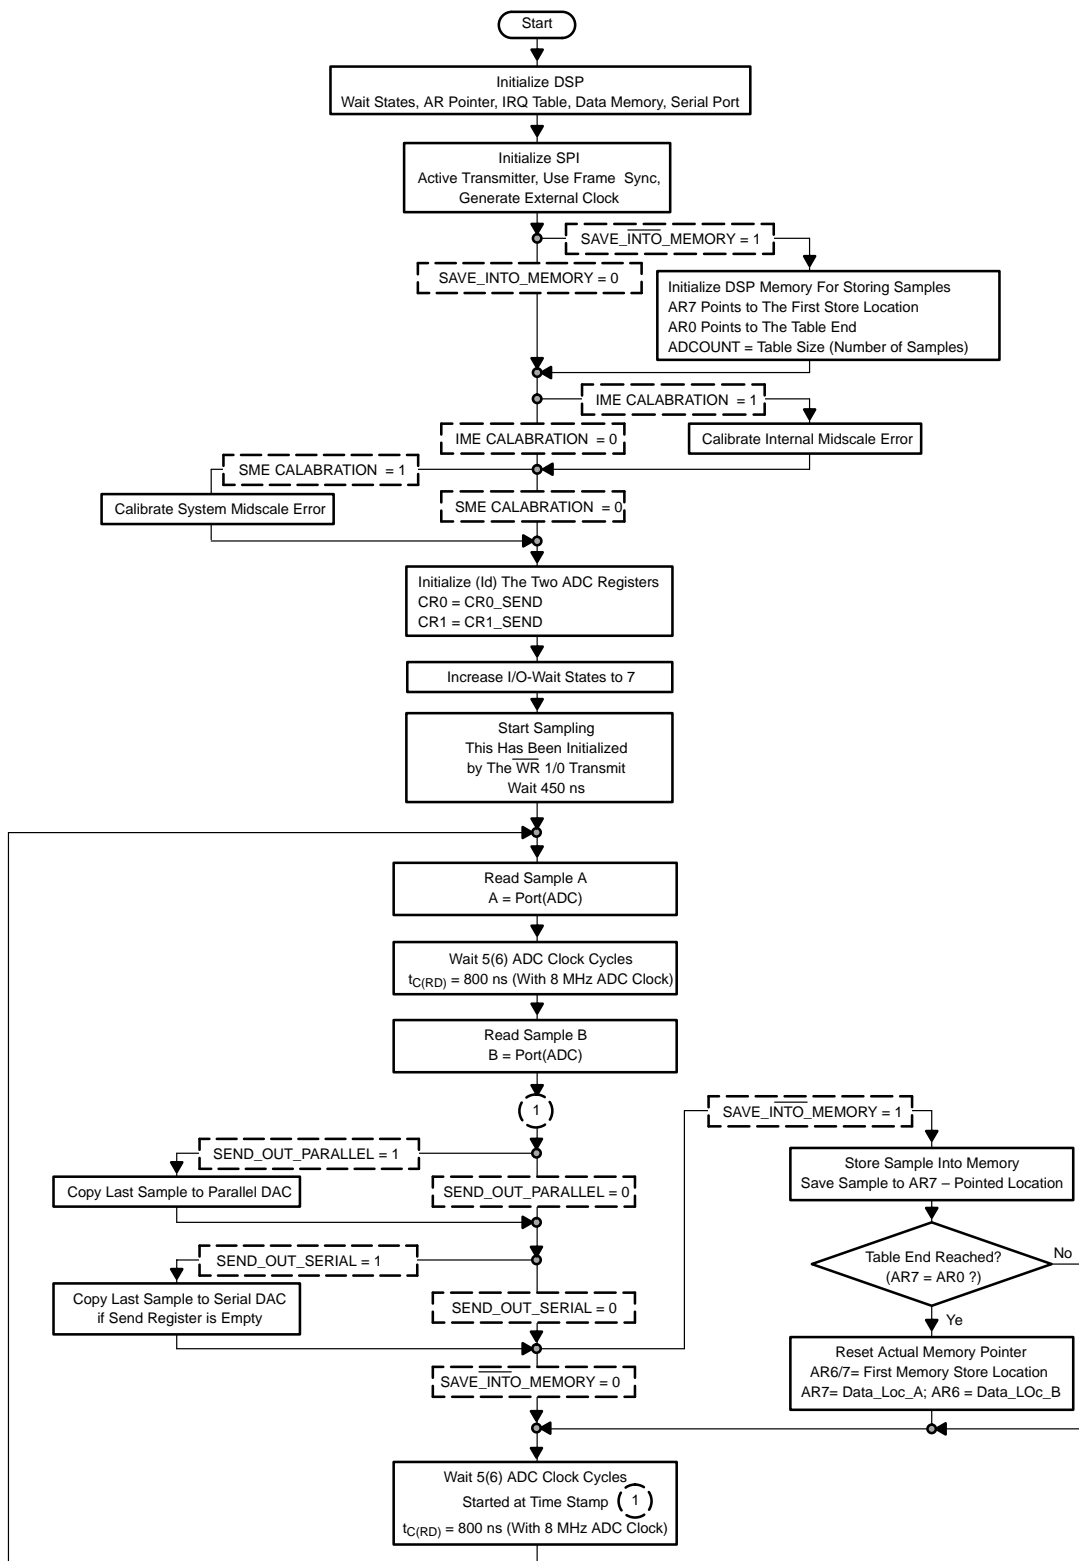 Start
Initialize DSP
Wait States, AR Pointer, IRQ Table, Data Memory, Serial Port
Initialize SPI
Active Transmitter, Use Frame Sync,
Generate External Clock
SAVE_INTO_MEMORY = 1
SAVE_INTO_MEMORY = 0
Initialize DSP Memory For Storing Samples
AR7 Points to The First Store Location
AR0 Points to The Table End
ADCOUNT = Table Size (Number of Samples)
IME CALABRATION = 1
IME CALABRATION = 0
Calibrate Internal Midscale Error
SME CALABRATION = 1
Calibrate System Midscale Error
SME CALABRATION = 0
Initialize (Id) The Two ADC Registers
CR0 = CR0_SEND
CR1 = CR1_SEND
Increase I/O-Wait States to 7
Start Sampling
This Has Been Initialized
by The WR 1/0 Transmit
Wait 450 ns
Read Sample A
A = Port(ADC)
Wait 5(6) ADC Clock Cycles
tC(RD) = 800 ns (With 8 MHz ADC Clock)
Read Sample B
B = Port(ADC)
1
SAVE_INTO_MEMORY = 1
SEND_OUT_PARALLEL = 1
Store Sample Into Memory
Save Sample to AR7 – Pointed Location
Copy Last Sample to Parallel DAC
SEND_OUT_PARALLEL = 0
Table End Reached?
(AR7 = AR0 ?)
No
SEND_OUT_SERIAL = 1
Copy Last Sample to Serial DAC
if Send Register is Empty
SEND_OUT_SERIAL = 0
Ye
Reset Actual Memory Pointer
AR6/7= First Memory Store Location
AR7= Data_Loc_A; AR6 = Data_LOc_B
SAVE_INTO_MEMORY = 0
Wait 5(6) ADC Clock Cycles
Started at Time Stamp 1
tC(RD) = 800 ns (With 8 MHz ADC Clock)